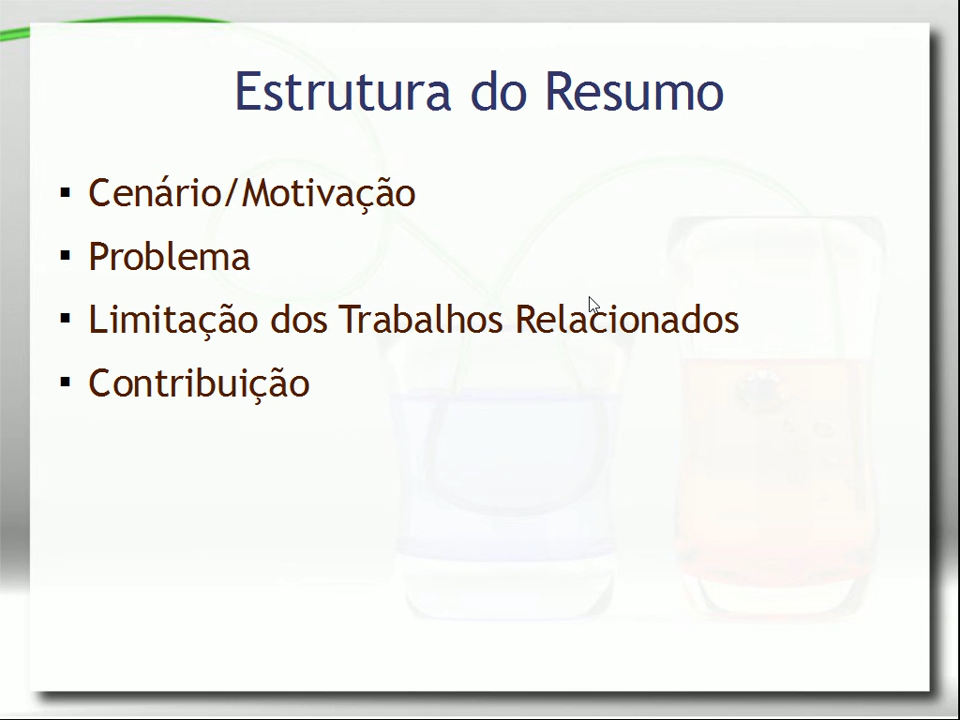 Estrutura do Resumo
▪ Cenário/Motivação
▪ Problema
▪ Limitação dos Trabalhos Relacionados
▪ Contribuição